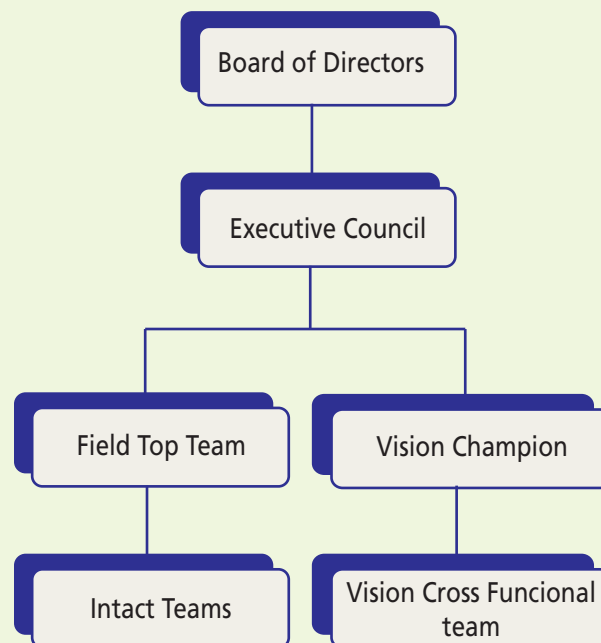 Board of Directors
Executive Council
Field Top Team
Vision Champion
Intact Teams
Vision Cross Funcional
team